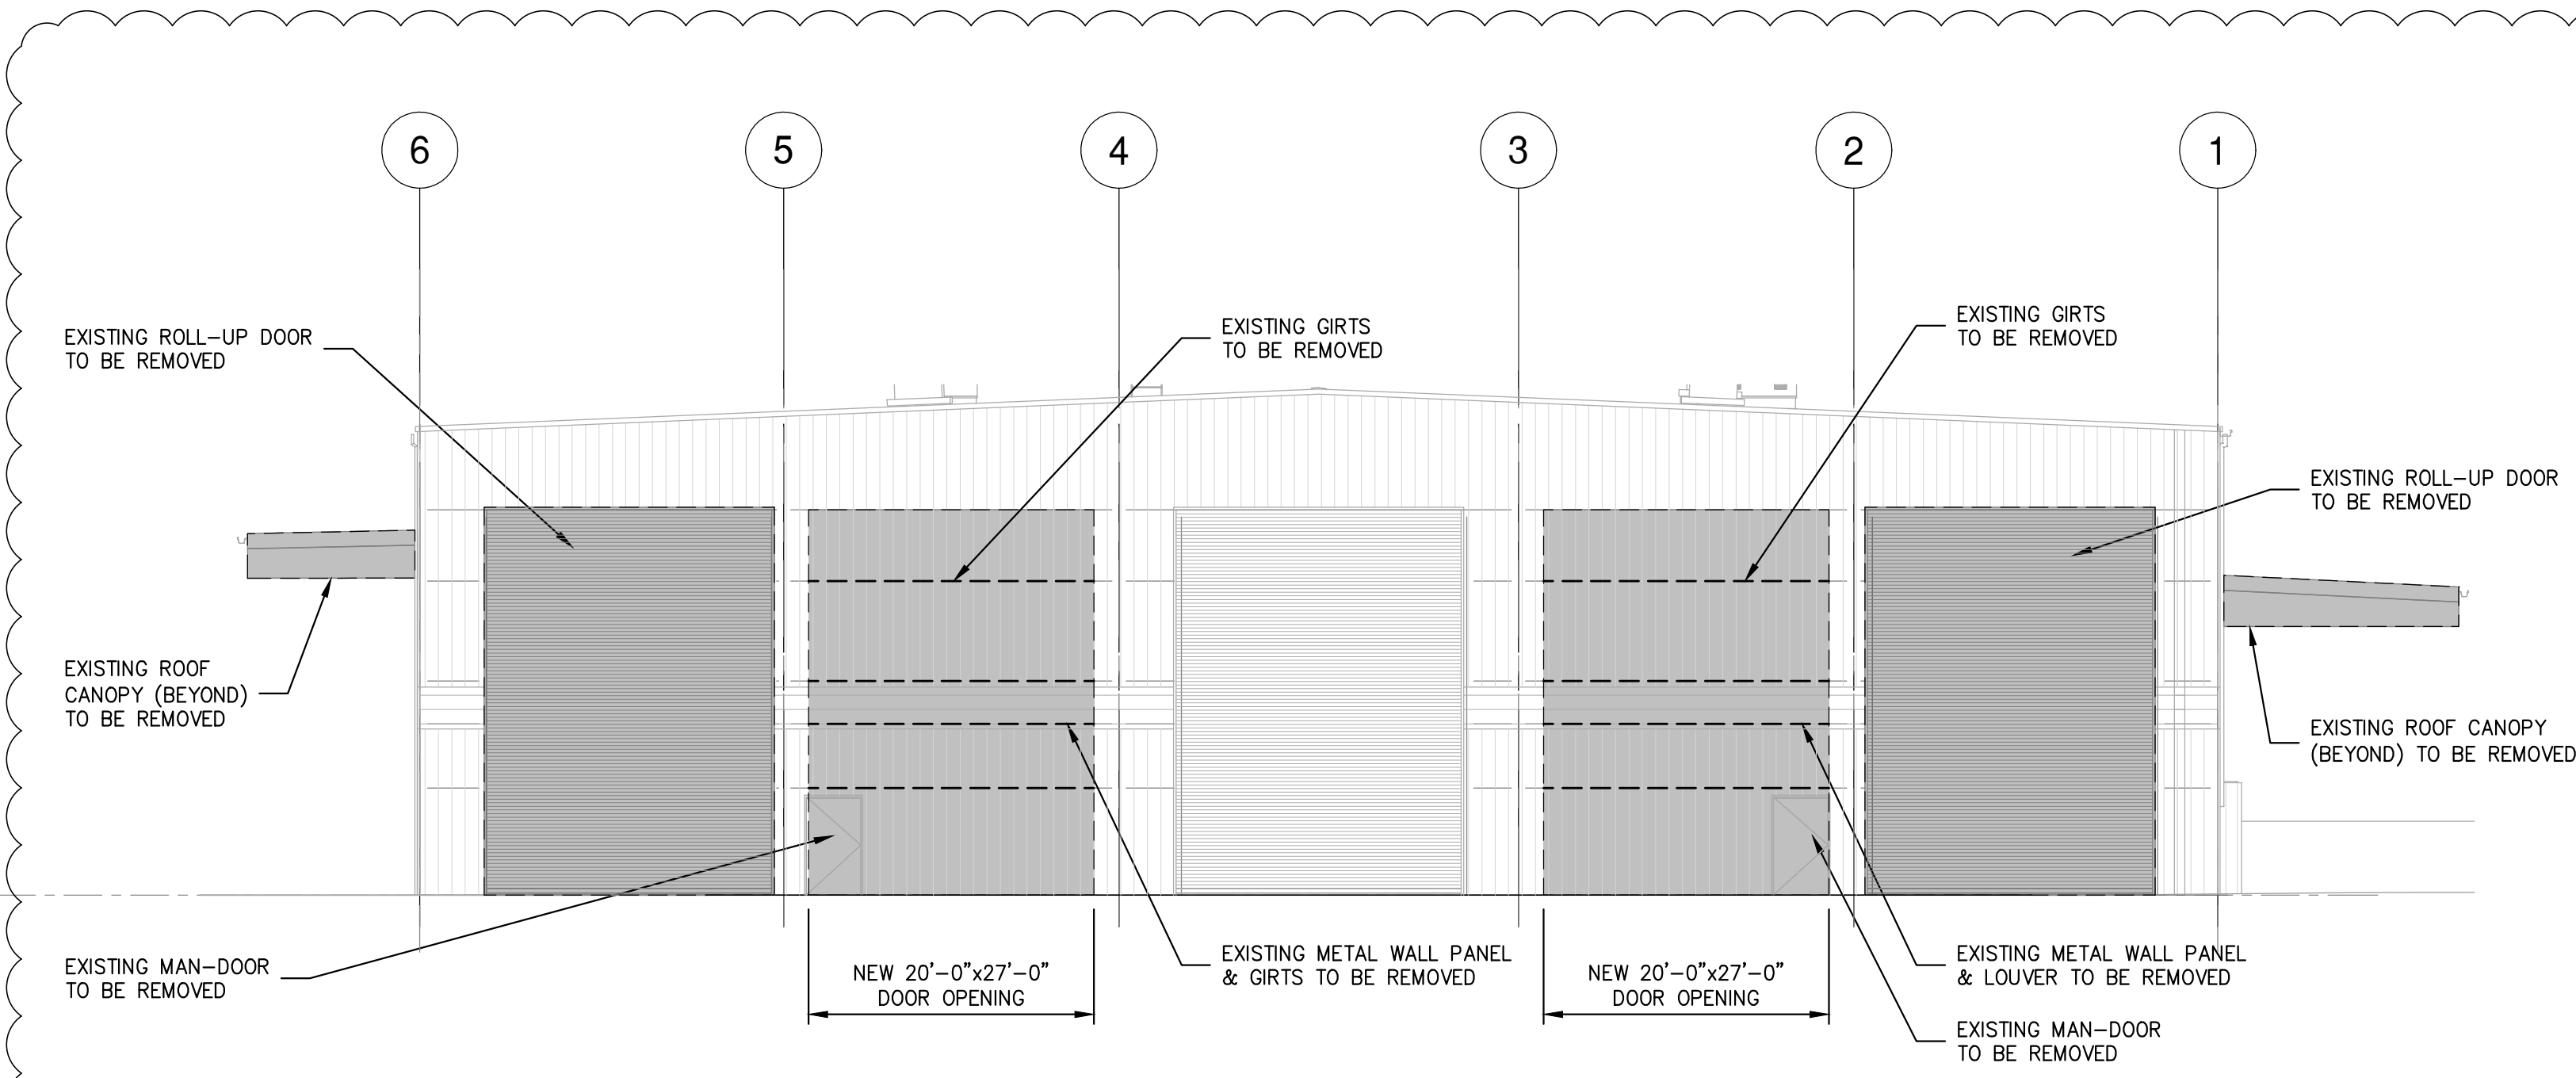 6
5
4
3
2
1
EXISTING ROLL-UP DOOR
TO BE REMOVED
EXISTING GIRTS
TO BE REMOVED
EXISTING GIRTS
TO BE REMOVED
EXISTING ROLL-UP DOOR
TO BE REMOVED
EXISTING ROOF
CANOPY (BEYOND)
TO BE REMOVED
EXISTING ROOF CANOPY
(BEYOND) TO BE REMOVED
EXISTING MAN-DOOR
TO BE REMOVED
NEW 20'-0"x27'-0"
DOOR OPENING
EXISTING METAL WALL PANEL
& GIRTS TO BE REMOVED
NEW 20'-0"x27'-0"
DOOR OPENING
EXISTING METAL WALL PANEL
& LOUVER TO BE REMOVED
EXISTING MAN-DOOR
TO BE REMOVED